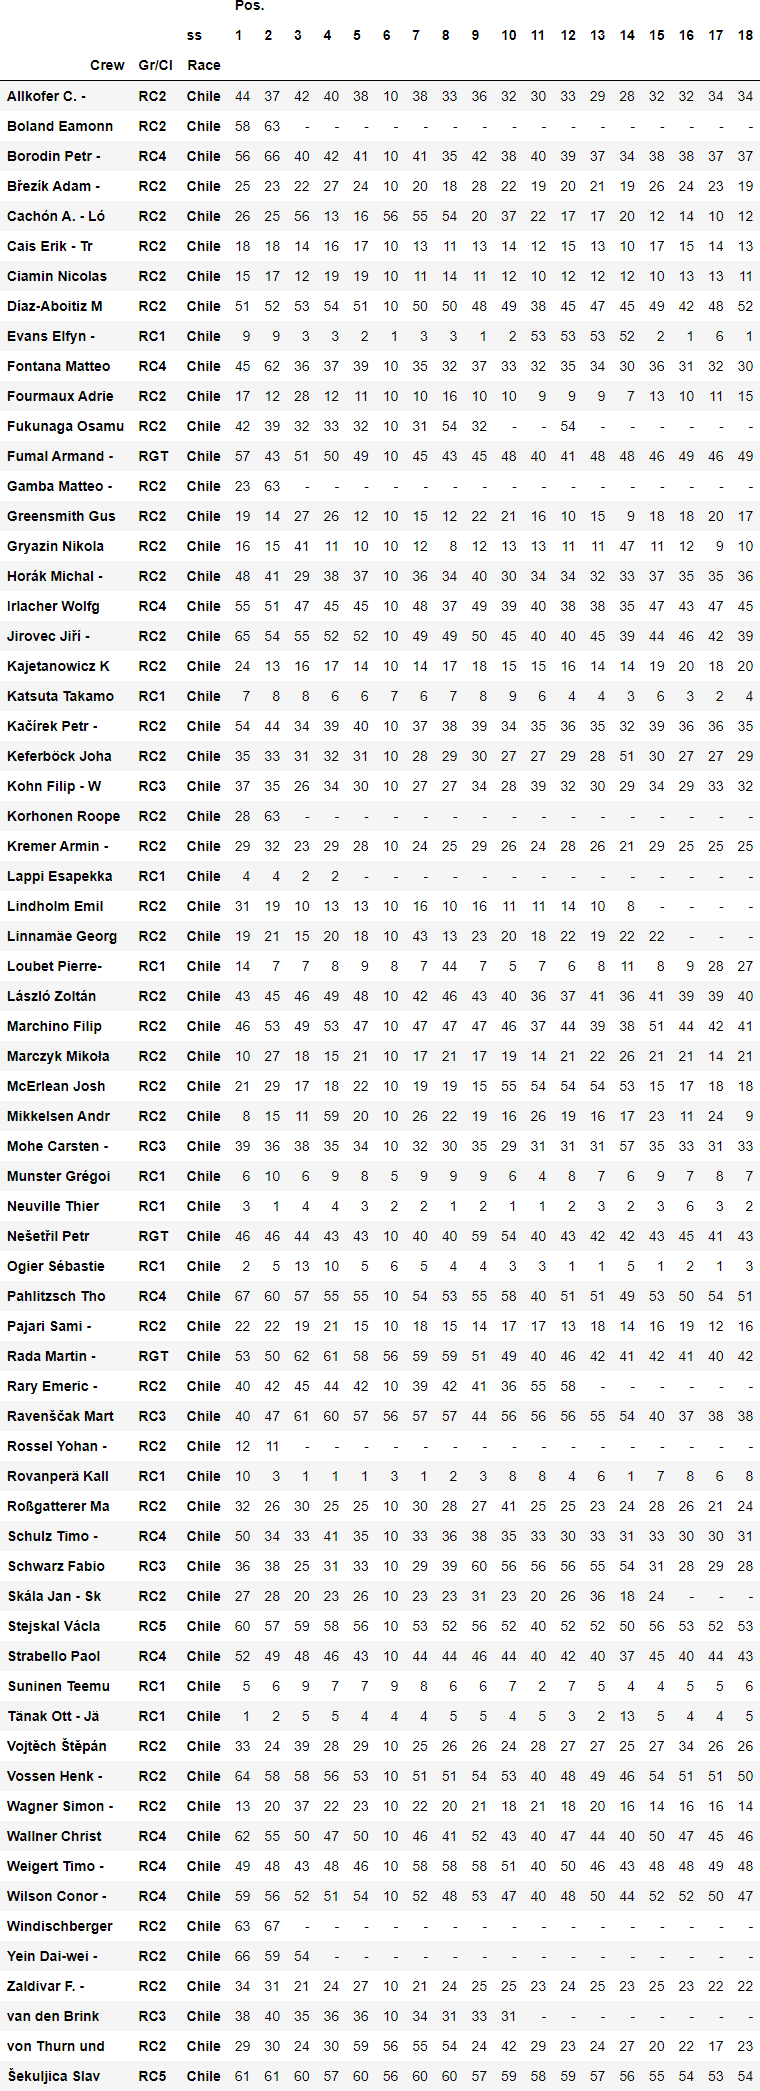 Pos.
ss 1 2 3 4 5 6 7 8 9 10 11 12 13 14 15 16 17 18
Crew Gr/Cl Race
Allkofer C. - RC2 Chile 44 37 42 40 38 10 38 33 36 32 30 33 29 28 32 32 34 34
Boland Eamonn RC2 Chile 58 63 - - - - - - - - - - - - - - - -
Borodin Petr - RC4 Chile 56 66 40 42 41 10 41 35 42 38 40 39 37 34 38 38 37 37
Březík Adam - RC2 Chile 25 23 22 27 24 10 20 18 28 22 19 20 21 19 26 24 23 19
Cachón A. - Ló RC2 Chile 26 25 56 13 16 56 55 54 20 37 22 17 17 20 12 14 10 12
Cais Erik - Tr RC2 Chile 18 18 14 16 17 10 13 11 13 14 12 15 13 10 17 15 14 13
Ciamin Nicolas RC2 Chile 15 17 12 19 19 10 11 14 11 12 10 12 12 12 10 13 13 11
Díaz-Aboitiz M RC2 Chile 51 52 53 54 51 10 50 50 48 49 38 45 47 45 49 42 48 52
Evans Elfyn - RC1 Chile 9 9 3 3 2 1 3 3 1 2 53 53 53 52 2 1 6 1
Fontana Matteo RC4 Chile 45 62 36 37 39 10 35 32 37 33 32 35 34 30 36 31 32 30
Fourmaux Adrie RC2 Chile 17 12 28 12 11 10 10 16 10 10 9 9 9 7 13 10 11 15
Fukunaga Osamu RC2 Chile 42 39 32 33 32 10 31 54 32 - - 54 - - - - - -
Fumal Armand - RGT Chile 57 43 51 50 49 10 45 43 45 48 40 41 48 48 46 49 46 49
Gamba Matteo - RC2 Chile 23 63 - - - - - - - - - - - - - - - -
Greensmith Gus RC2 Chile 19 14 27 26 12 10 15 12 22 21 16 10 15 9 18 18 20 17
Gryazin Nikola RC2 Chile 16 15 41 11 10 10 12 8 12 13 13 11 11 47 11 12 9 10
Horák Michal - RC2 Chile 48 41 29 38 37 10 36 34 40 30 34 34 32 33 37 35 35 36
Irlacher Wolfg RC4 Chile 55 51 47 45 45 10 48 37 49 39 40 38 38 35 47 43 47 45
Jirovec Jiří - RC2 Chile 65 54 55 52 52 10 49 49 50 45 40 40 45 39 44 46 42 39
Kajetanowicz K RC2 Chile 24 13 16 17 14 10 14 17 18 15 15 16 14 14 19 20 18 20
Katsuta Takamo RC1 Chile 7 8 8 6 6 7 6 7 8 9 6 4 4 3 6 3 2 4
Kačírek Petr - RC2 Chile 54 44 34 39 40 10 37 38 39 34 35 36 35 32 39 36 36 35
Keferböck Joha RC2 Chile 35 33 31 32 31 10 28 29 30 27 27 29 28 51 30 27 27 29
Kohn Filip - W RC3 Chile 37 35 26 34 30 10 27 27 34 28 39 32 30 29 34 29 33 32
Korhonen Roope RC2 Chile 28 63 - - - - - - - - - - - - - - - -
Kremer Armin - RC2 Chile 29 32 23 29 28 10 24 25 29 26 24 28 26 21 29 25 25 25
Lappi Esapekka RC1 Chile 4 4 2 2 - - - - - - - - - - - - - -
Lindholm Emil RC2 Chile 31 19 10 13 13 10 16 10 16 11 11 14 10 8 - - - -
Linnamäe Georg RC2 Chile 19 21 15 20 18 10 43 13 23 20 18 22 19 22 22 - - -
Loubet Pierre- RC1 Chile 14 7 7 8 9 8 7 44 7 5 7 6 8 11 8 9 28 27
László Zoltán RC2 Chile 43 45 46 49 48 10 42 46 43 40 36 37 41 36 41 39 39 40
Marchino Filip RC2 Chile 46 53 49 53 47 10 47 47 47 46 37 44 39 38 51 44 42 41
Marczyk Mikoła RC2 Chile 10 27 18 15 21 10 17 21 17 19 14 21 22 26 21 21 14 21
McErlean Josh RC2 Chile 21 29 17 18 22 10 19 19 15 55 54 54 54 53 15 17 18 18
Mikkelsen Andr RC2 Chile 8 15 11 59 20 10 26 22 19 16 26 19 16 17 23 11 24 9
Mohe Carsten - RC3 Chile 39 36 38 35 34 10 32 30 35 29 31 31 31 57 35 33 31 33
Munster Grégoi RC1 Chile 6 10 6 9 8 5 9 9 9 6 4 8 7 6 9 7 8 7
Neuville Thier RC1 Chile 3 1 4 4 3 2 2 1 2 1 1 2 3 2 3 6 3 2
Nešetřil Petr RGT Chile 46 46 44 43 43 10 40 40 59 54 40 43 42 42 43 45 41 43
Ogier Sébastie RC1 Chile 2 5 13 10 5 6 5 4 4 3 3 1 1 5 1 2 1 3
Pahlitzsch Tho RC4 Chile 67 60 57 55 55 10 54 53 55 58 40 51 51 49 53 50 54 51
Pajari Sami - RC2 Chile 22 22 19 21 15 10 18 15 14 17 17 13 18 14 16 19 12 16
Rada Martin - RGT Chile 53 50 62 61 58 56 59 59 51 49 40 46 42 41 42 41 40 42
Rary Emeric - RC2 Chile 40 42 45 44 42 10 39 42 41 36 55 58 - - - - - -
Ravenščak Mart RC3 Chile 40 47 61 60 57 56 57 57 44 56 56 56 55 54 40 37 38 38
Rossel Yohan - RC2 Chile 12 11 - - - - - - - - - - - - - - - -
Rovanperä Kall RC1 Chile 10 3 1 1 1 3 1 2 3 8 8 4 6 1 7 8 6 8
Roßgatterer Ma RC2 Chile 32 26 30 25 25 10 30 28 27 41 25 25 23 24 28 26 21 24
Schulz Timo - RC4 Chile 50 34 33 41 35 10 33 36 38 35 33 30 33 31 33 30 30 31
Schwarz Fabio RC3 Chile 36 38 25 31 33 10 29 39 60 56 56 56 55 54 31 28 29 28
Skála Jan - Sk RC2 Chile 27 28 20 23 26 10 23 23 31 23 20 26 36 18 24 - - -
Stejskal Václa RC5 Chile 60 57 59 58 56 10 53 52 56 52 40 52 52 50 56 53 52 53
Strabello Paol RC4 Chile 52 49 48 46 43 10 44 44 46 44 40 42 40 37 45 40 44 43
Suninen Teemu RC1 Chile 5 6 9 7 7 9 8 6 6 7 2 7 5 4 4 5 5 6
Tänak Ott - Jä RC1 Chile 1 2 5 5 4 4 4 5 5 4 5 3 2 13 5 4 4 5
Vojtěch Štěpán RC2 Chile 33 24 39 28 29 10 25 26 26 24 28 27 27 25 27 34 26 26
Vossen Henk - RC2 Chile 64 58 58 56 53 10 51 51 54 53 40 48 49 46 54 51 51 50
Wagner Simon - RC2 Chile 13 20 37 22 23 10 22 20 21 18 21 18 20 16 14 16 16 14
Wallner Christ RC4 Chile 62 55 50 47 50 10 46 41 52 43 40 47 44 40 50 47 45 46
Weigert Timo - RC4 Chile 49 48 43 48 46 10 58 58 58 51 40 50 46 43 48 48 49 48
Wilson Conor - RC4 Chile 59 56 52 51 54 10 52 48 53 47 40 48 50 44 52 52 50 47
Windischberger RC2 Chile 63 67 - - - - - - - - - - - - - - - -
Yein Dai-wei - RC2 Chile 66 59 54 - - - - - - - - - - - - - - -
Zaldivar F. - RC2 Chile 34 31 21 24 27 10 21 24 25 25 23 24 25 23 25 23 22 22
van den Brink RC3 Chile 38 40 35 36 36 10 34 31 33 31 - - - - - - - -
von Thurn und RC2 Chile 29 30 24 30 59 56 55 54 24 42 29 23 24 27 20 22 17 23
Šekuljica Slav RC5 Chile 61 61 60 57 60 56 60 60 57 59 58 59 57 56 55 54 53 54